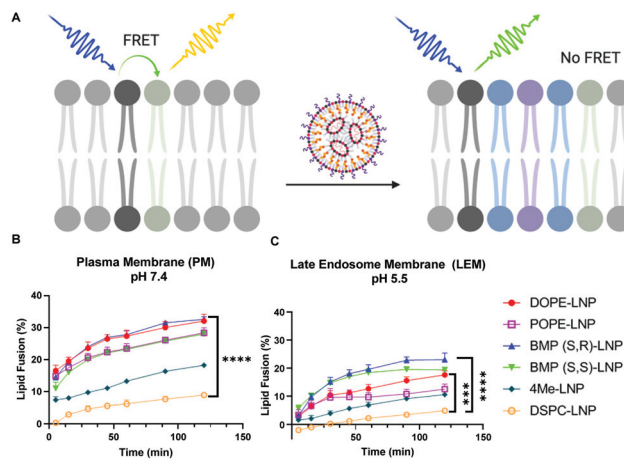 A
FRET
No FRET
B
Plasma Membrane (PM)
pH 7.4
Lipid Fusion (%)
40
30
20
10
0
0
50
100
150
Time (min)
****
C
Late Endosome Membrane (LEM)
pH 5.5
Lipid Fusion (%)
40
30
20
10
0
0
50
100
150
Time (min)
***
****
DOPE-LNP
POPE-LNP
BMP (S,R)-LNP
BMP (S,S)-LNP
4Me-LNP
DSPC-LNP